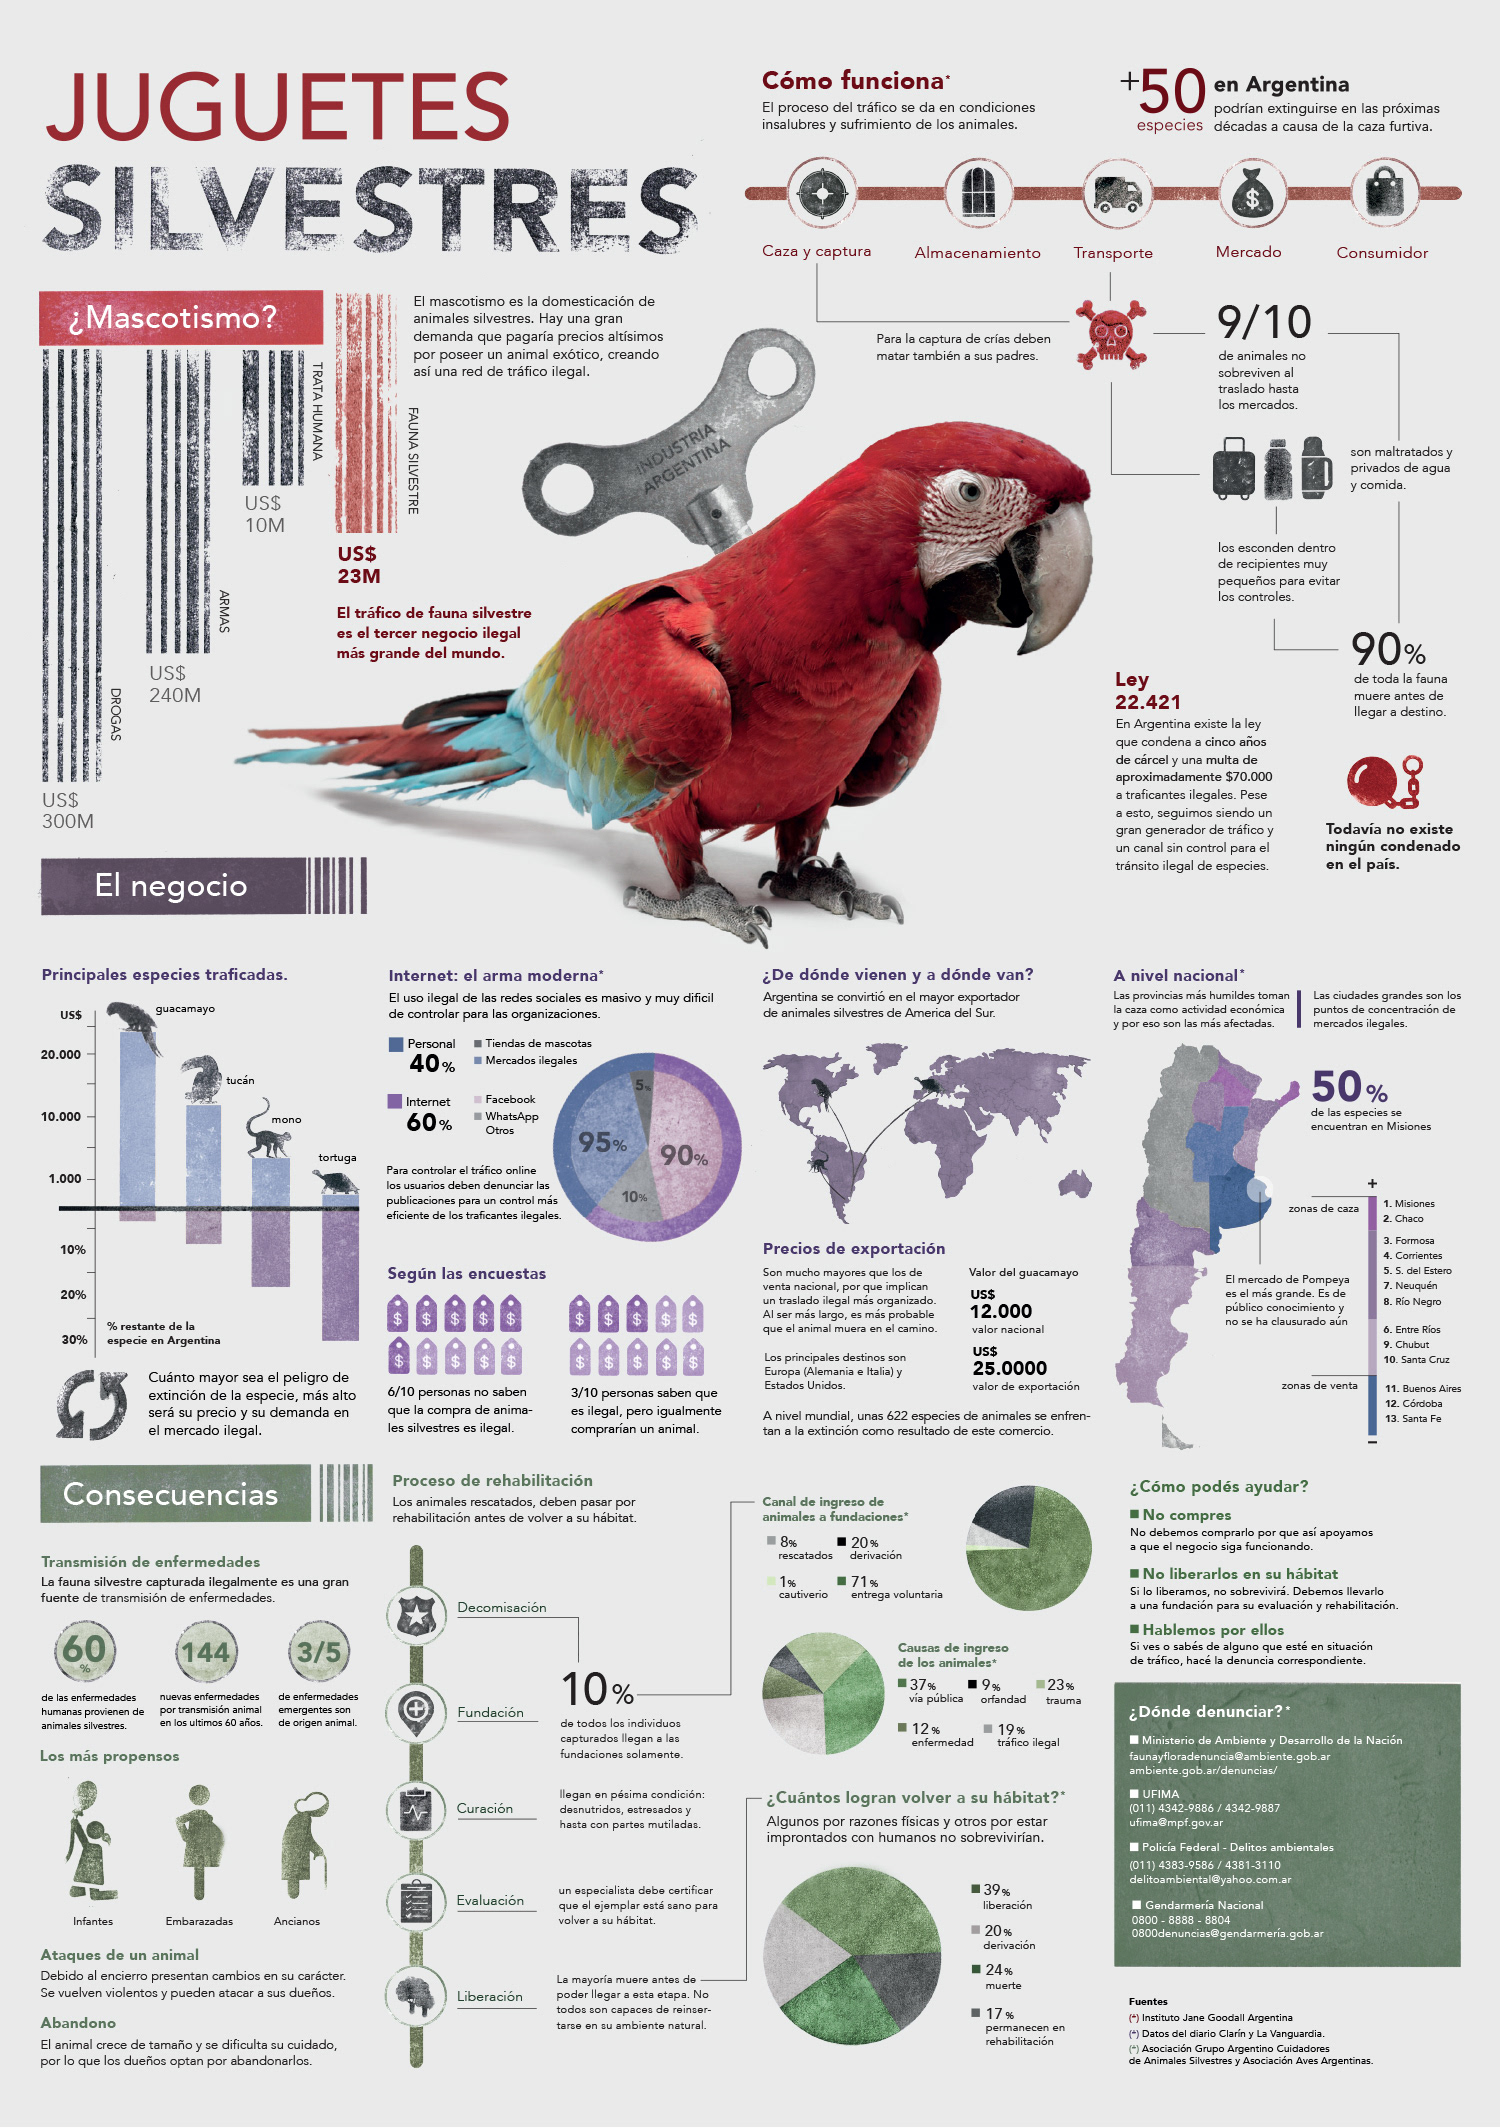 JUGUETES
SILVESTRES
Cómo funciona*
El proceso del tráfico se da en condiciones
insalubres y sufrimiento de los animales.
+50
especies
en Argentina
podrían extinguirse en las próximas
décadas a causa de la caza furtiva.
Caza y captura
Almacenamiento
Transporte
Mercado
Consumidor
¿Mascotismo?
El mascotismo es la domesticación de
animales silvestres. Hay una gran
demanda que pagaría precios altísimos
por poseer un animal exótico, creando
así una red de tráfico ilegal.
DROGAS
US$
300M
ARMAS
US$
240M
TRATA HUMANA
US$
10M
FAUNA SILVESTRE
US$
23M
El tráfico de fauna silvestre
es el tercer negocio ilegal
más grande del mundo.
INDUSTRIA
ARGENTINA
Para la captura de crías deben
matar también a sus padres.
9/10
de animales no
sobreviven al
traslado hasta
los mercados.
son maltratados y
privados de agua
y comida.
los esconden dentro
de recipientes muy
pequeños para evitar
los controles.
90%
de toda la fauna
muere antes de
llegar a destino.
Ley
22.421
En Argentina existe la ley
que condena a cinco años
de cárcel y una multa de
aproximadamente $70.000
a traficantes ilegales. Pese
a esto, seguimos siendo un
gran generador de tráfico y
un canal sin control para el
tránsito ilegal de especies.
Todavía no existe
ningún condenado
en el país.
El negocio
Principales especies traficadas.
US$
20.000
10.000
1.000
10%
20%
30%
guacamayo
tucán
mono
tortuga
% restante de la
especie en Argentina
Cuánto mayor sea el peligro de
extinción de la especie, más alto
será su precio y su demanda en
el mercado ilegal.
Internet: el arma moderna*
El uso ilegal de las redes sociales es masivo y muy dificil
de controlar para las organizaciones.
Personal
40%
Tiendas de mascotas
Mercados ilegales
Internet
60%
Facebook
WhatsApp
Otros
5%
95%
90%
10%
Para controlar el tráfico online
los usuarios deben denunciar las
publicaciones para un control más
eficiente de los traficantes ilegales.
Según las encuestas
$ $ $ $ $
$ $ $ $ $
$ $ $ $ $
$ $ $ $ $
6/10 personas no saben
que la compra de anima-
les silvestres es ilegal.
3/10 personas saben que
es ilegal, pero igualmente
comprarían un animal.
¿De dónde vienen y a dónde van?
Argentina se convirtió en el mayor exportador
de animales silvestres de America del Sur.
Precios de exportación
Son mucho mayores que los de
venta nacional, por que implican
un traslado ilegal más organizado.
Al ser más largo, es más probable
que el animal muera en el camino.
Los principales destinos son
Europa (Alemania e Italia) y
Estados Unidos.
Valor del guacamayo
US$
12.000
valor nacional
US$
25.0000
valor de exportación
A nivel mundial, unas 622 especies de animales se enfren-
tan a la extinción como resultado de este comercio.
A nivel nacional*
Las provincias más humildes toman
la caza como actividad económica
y por eso son las más afectadas.
Las ciudades grandes son los
puntos de concentración de
mercados ilegales.
50%
de las especies se
encuentran en Misiones
zonas de caza
+
1. Misiones
2. Chaco
3. Formosa
4. Corrientes
5. S. del Estero
7. Neuquén
8. Río Negro
6. Entre Ríos
9. Chubut
10. Santa Cruz
zonas de venta
11. Buenos Aires
12. Córdoba
13. Santa Fe
–
El mercado de Pompeya
es el más grande. Es de
público conocimiento y
no se ha clausurado aún
Consecuencias
Transmisión de enfermedades
La fauna silvestre capturada ilegalmente es una gran
fuente de transmisión de enfermedades.
60
%
de las enfermedades
humanas provienen de
animales silvestres.
144
nuevas enfermedades
por transmisión animal
en los ultimos 60 años.
3/5
de enfermedades
emergentes son
de origen animal.
Los más propensos
Infantes
Embarazadas
Ancianos
Ataques de un animal
Debido al encierro presentan cambios en su carácter.
Se vuelven violentos y pueden atacar a sus dueños.
Abandono
El animal crece de tamaño y se dificulta su cuidado,
por lo que los dueños optan por abandonarlos.
Proceso de rehabilitación
Los animales rescatados, deben pasar por
rehabilitación antes de volver a su hábitat.
Decomisación
Fundación
Curación
Evaluación
Liberación
10%
de todos los individuos
capturados llegan a las
fundaciones solamente.
llegan en pésima condición:
desnutridos, estresados y
hasta con partes mutiladas.
un especialista debe certificar
que el ejemplar está sano para
volver a su hábitat.
La mayoría muere antes de
poder llegar a esta etapa. No
todos son capaces de reinser-
tarse en su ambiente natural.
Canal de ingreso de
animales a fundaciones*
8%
rescatados
20%
derivación
1%
cautiverio
71%
entrega voluntaria
Causas de ingreso
de los animales*
37%
vía pública
9%
orfandad
23%
trauma
12%
enfermedad
19%
tráfico ilegal
¿Cuántos logran volver a su hábitat?*
Algunos por razones físicas y otros por estar
improntados con humanos no sobrevivirían.
39%
liberación
20%
derivación
24%
muerte
17%
permanecen en
rehabilitación
¿Cómo podés ayudar?
No compres
No debemos comprarlo por que así apoyamos
a que el negocio siga funcionando.
No liberarlos en su hábitat
Si lo liberamos, no sobrevivirá. Debemos llevarlo
a una fundación para su evaluación y rehabilitación.
Hablemos por ellos
Si ves o sabés de alguno que esté en situación
de tráfico, hacé la denuncia correspondiente.
¿Dónde denunciar?*
Ministerio de Ambiente y Desarrollo de la Nación
faunayfloradenuncia@ambiente.gob.ar
ambiente.gob.ar/denuncias/
UFIMA
(011) 4342-9886 / 4342-9887
ufima@mpf.gov.ar
Policía Federal - Delitos ambientales
(011) 4383-9586 / 4381-3110
delitoambiental@yahoo.com.ar
Gendarmería Nacional
0800 - 8888 - 8804
0800denuncias@gendarmería.gob.ar
Fuentes
(*) Instituto Jane Goodall Argentina
(*) Datos del diario Clarín y La Vanguardia.
(*) Asociación Grupo Argentino Cuidadores
de Animales Silvestres y Asociación Aves Argentinas.